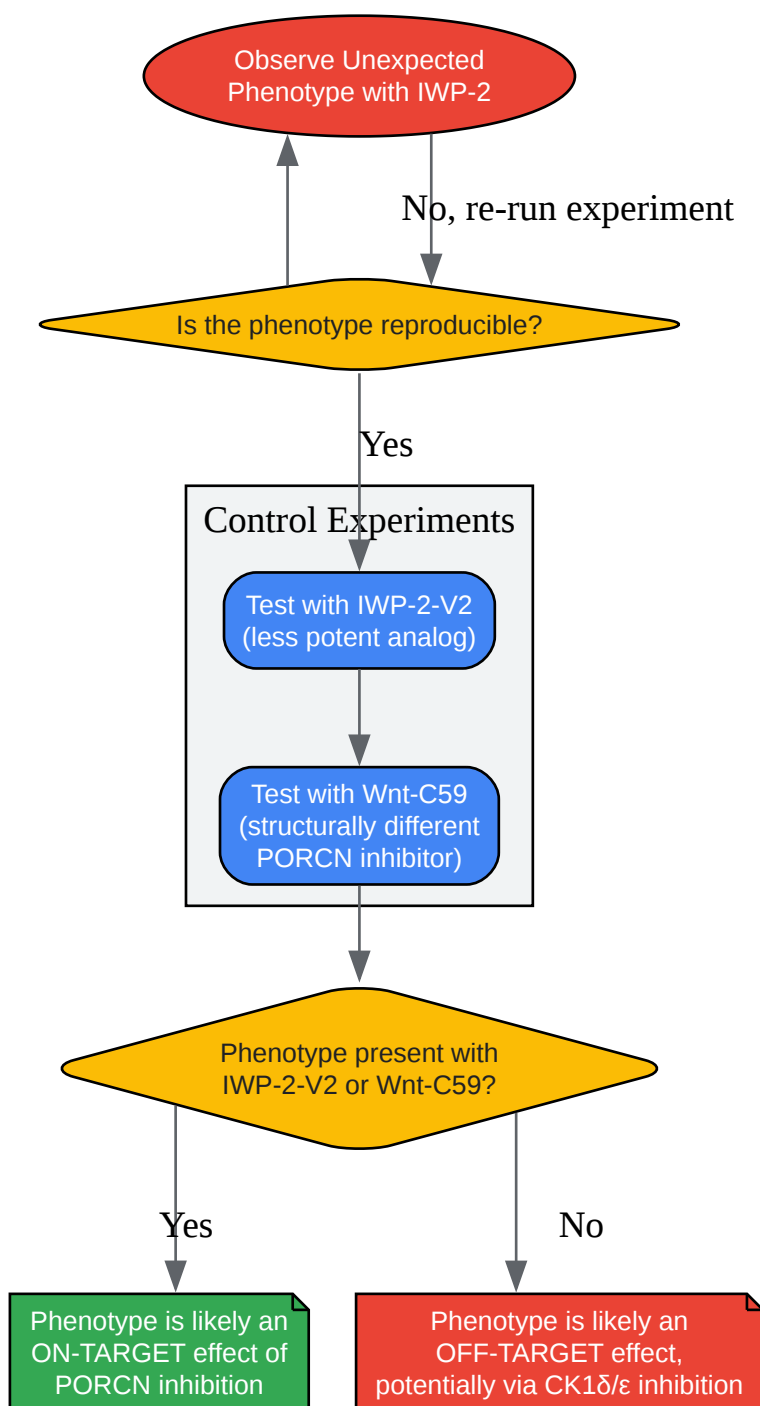 Observe Unexpected
Phenotype with IWP-2
No, re-run experiment
Is the phenotype reproducible?
Yes
Control Experiments
Test with IWP-2-V2
(less potent analog)
Test with Wnt-C59
(structurally different
PORCN inhibitor)
Phenotype present with
IWP-2-V2 or Wnt-C59?
Yes
No
Phenotype is likely an
ON-TARGET effect of
PORCN inhibition
Phenotype is likely an
OFF-TARGET effect,
potentially via CK1δ/ε inhibition